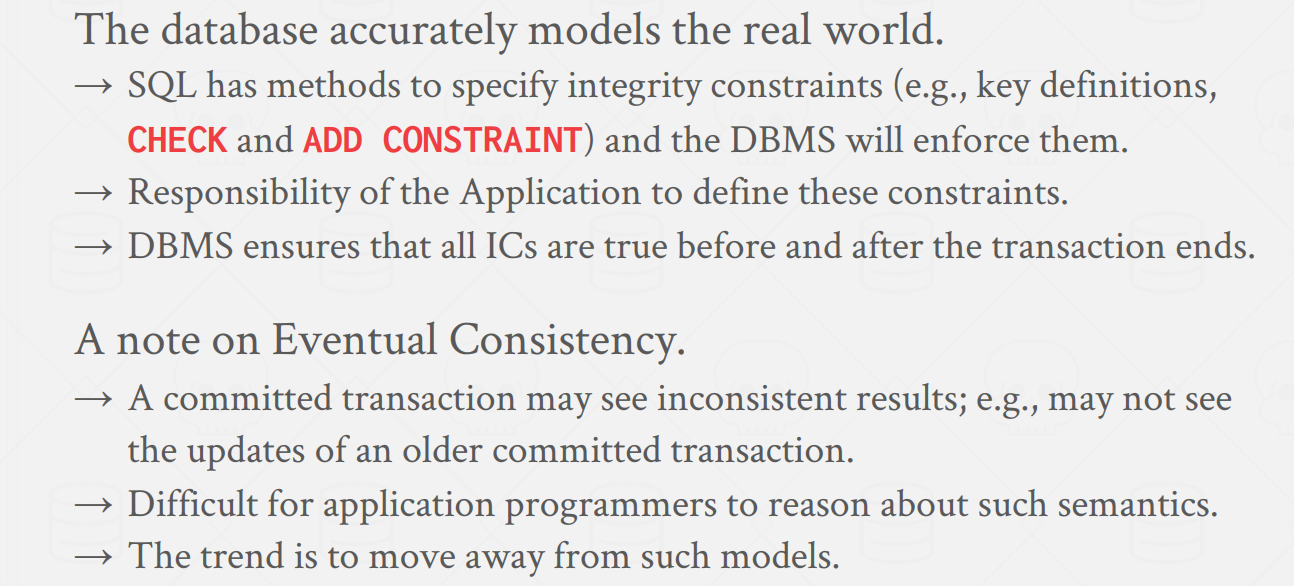 The database accurately models the real world.
→ SQL has methods to specify integrity constraints (e.g., key definitions,
CHECK and ADD CONSTRAINT) and the DBMS will enforce them.
→ Responsibility of the Application to define these constraints.
→ DBMS ensures that all ICs are true before and after the transaction ends.
A note on Eventual Consistency.
→ A committed transaction may see inconsistent results; e.g., may not see
the updates of an older committed transaction.
→ Difficult for application programmers to reason about such semantics.
→ The trend is to move away from such models.